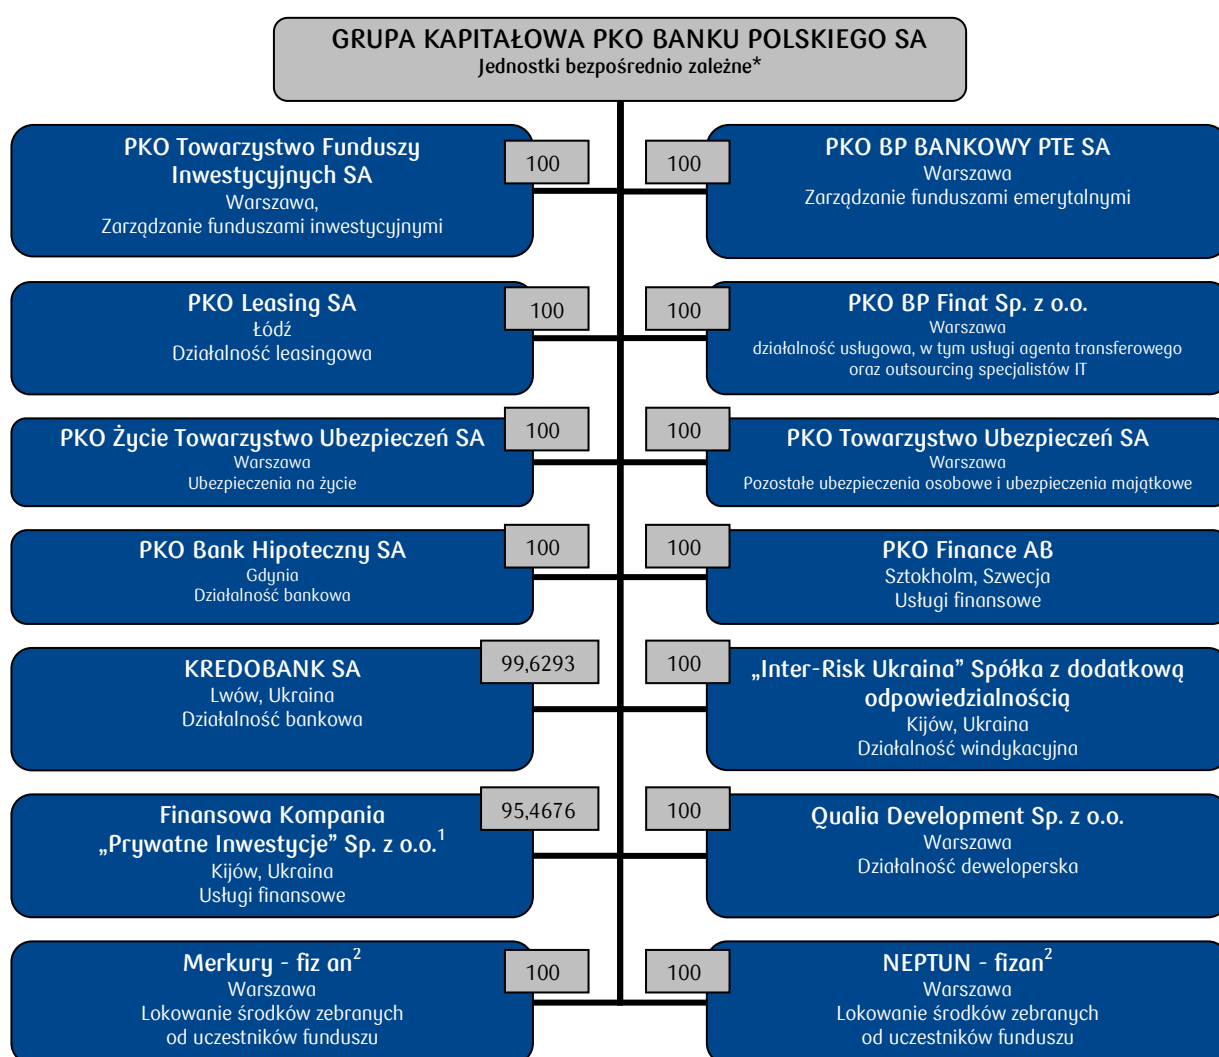 GRUPA KAPITAŁOWA PKO BANKU POLSKIEGO SA
Jednostki bezpośrednio zależne*
PKO Towarzystwo Funduszy
Inwestycyjnych SA
Warszawa,
Zarządzanie funduszami inwestycyjnymi
100
100
PKO BP BANKOWY PTE SA
Warszawa
Zarządzanie funduszami emerytalnymi
PKO Leasing SA
Łódź
Działalność leasingowa
100
100
PKO BP Finat Sp. z o.o.
Warszawa
działalność usługowa, w tym usługi agenta transferowego
oraz outsourcing specjalistów IT
PKO Życie Towarzystwo Ubezpieczeń SA
Warszawa
Ubezpieczenia na życie
100
100
PKO Towarzystwo Ubezpieczeń SA
Warszawa
Pozostałe ubezpieczenia osobowe i ubezpieczenia majątkowe
PKO Bank Hipoteczny SA
Gdynia
Działalność bankowa
100
100
PKO Finance AB
Sztokholm, Szwecja
Usługi finansowe
KREDOBANK SA
Lwów, Ukraina
Działalność bankowa
99,6293
100
„Inter-Risk Ukraina” Spółka z dodatkową
odpowiedzialnością
Kijów, Ukraina
Działalność windykacyjna
Finansowa Kompania
„Prywatne Inwestycje” Sp. z o.o.¹
Kijów, Ukraina
Usługi finansowe
95,4676
100
Qualia Development Sp. z o.o.
Warszawa
Działalność deweloperska
Merkury - fiz an²
Warszawa
Lokowanie środków zebranych
od uczestników funduszu
100
100
NEPTUN - fizan²
Warszawa
Lokowanie środków zebranych
od uczestników funduszu